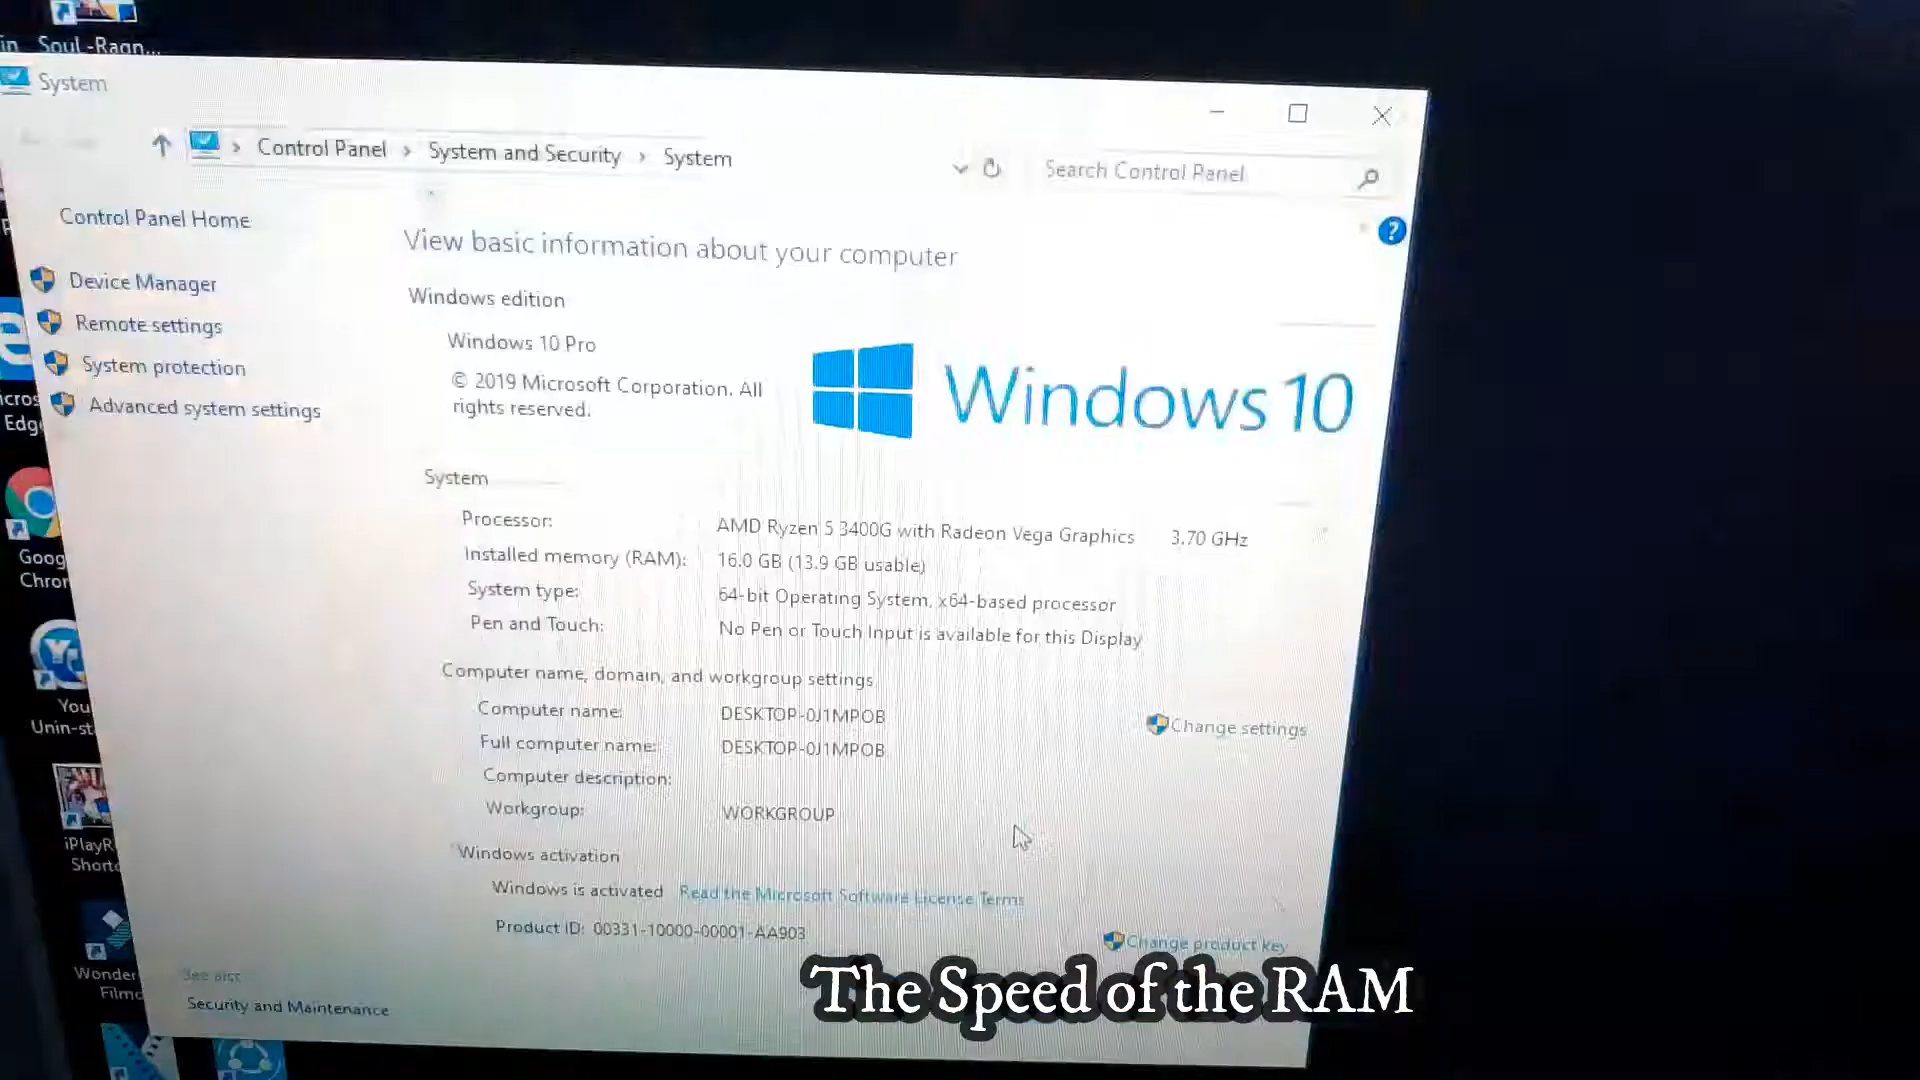 in Soul -Ragn...
System
Control Panel > System and Security > System
Search Control Panel
Control Panel Home
Device Manager
Remote settings
System protection
Advanced system settings
View basic information about your computer
Windows edition
Windows 10 Pro
© 2019 Microsoft Corporation. All
rights reserved.
Windows 10
System
Processor: AMD Ryzen 5 3400G with Radeon Vega Graphics 3.70 GHz
Installed memory (RAM): 16.0 GB (13.9 GB usable)
System type: 64-bit Operating System, x64-based processor
Pen and Touch: No Pen or Touch Input is available for this Display
Computer name, domain, and workgroup settings
Computer name: DESKTOP-0J1MPOB
Change settings
Full computer name: DESKTOP-0J1MPOB
Computer description:
Workgroup: WORKGROUP
Windows activation
Windows is activated Read the Microsoft Software License Terms
Product ID: 00331-10000-00001-AA903
Change product key
See also
Security and Maintenance
icros
Edg
Goog
Chron
You
Unin-st
iPlayR
Shortc
Wonder
Filmo
The Speed of the RAM